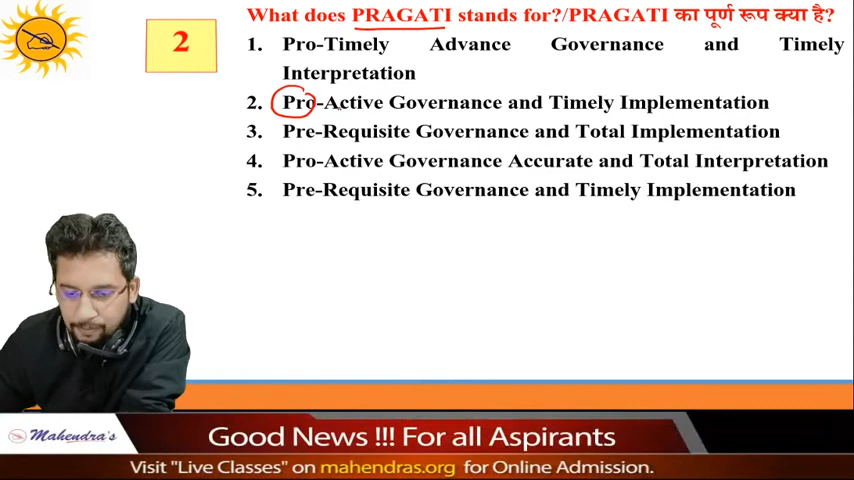 What does PRAGATI stands for?/PRAGATI का पूर्ण रूप क्या है?
2
1. Pro-Timely Advance Governance and Timely
Interpretation
2. Pro-Active Governance and Timely Implementation
3. Pre-Requisite Governance and Total Implementation
4. Pro-Active Governance Accurate and Total Interpretation
5. Pre-Requisite Governance and Timely Implementation
Mahendra's
Good News !!! For all Aspirants
Visit "Live Classes" on mahendras.org for Online Admission.